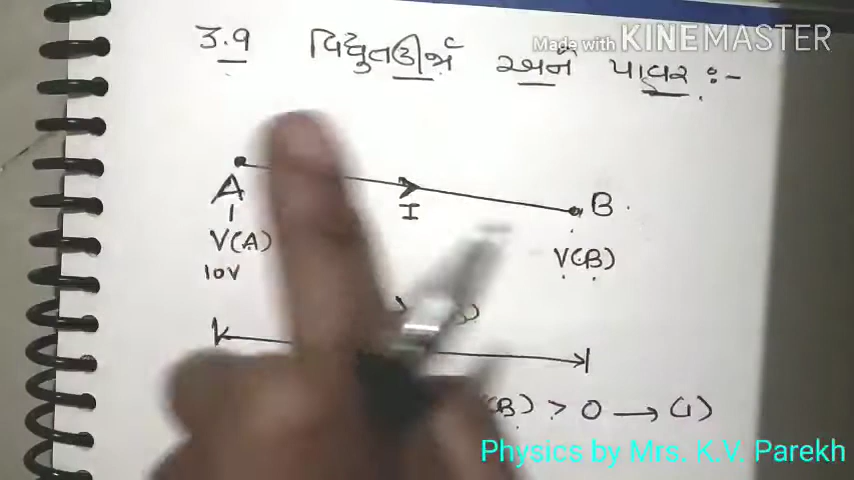 3.9 વિદ્યુતઊર્જા અને પાવર :-
Made with KINEMASTER
A I B
V(A) V(B)
10V
(B) > 0 → (1)
Physics by Mrs. K.V. Parekh